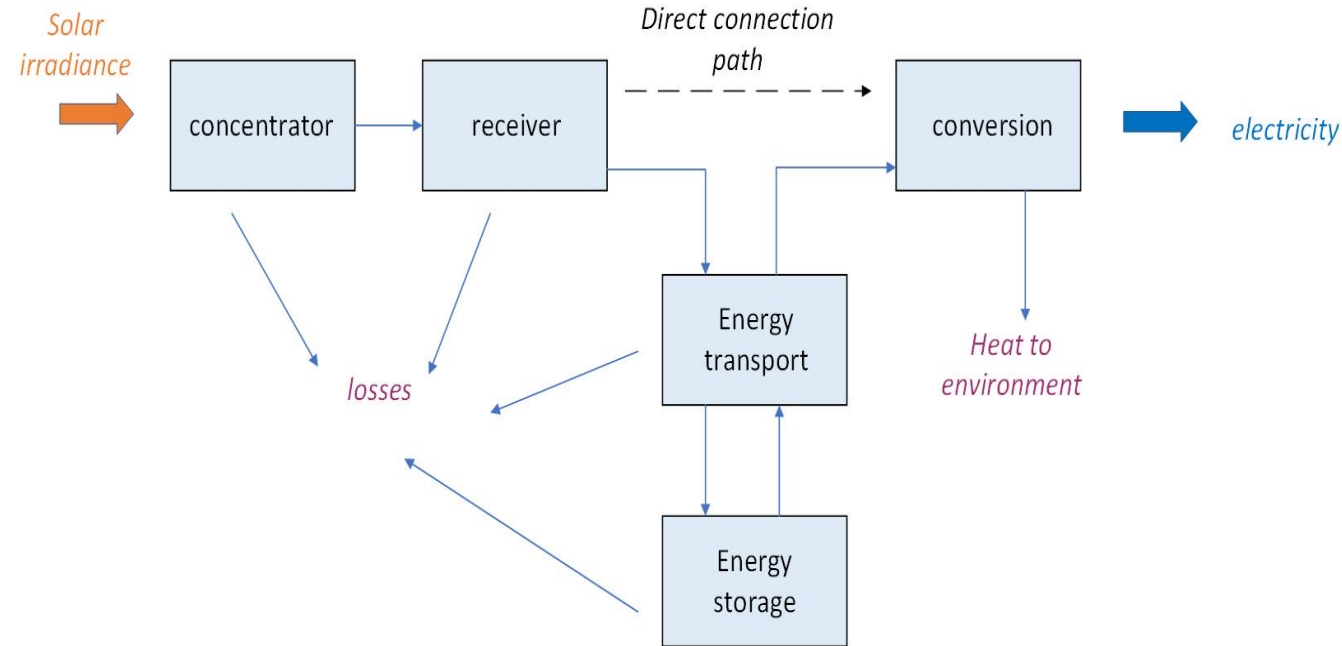 Solar
irradiance
Direct connection
path
concentrator
receiver
conversion
electricity
Energy
transport
Heat to
environment
losses
Energy
storage